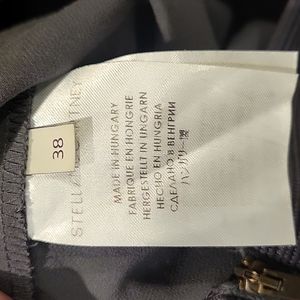 STELLA McCARTNEY
38
MADE IN HUNGARY
FABRIQUE EN HONGRIE
HERGESTELLT IN UNGARN
HECHO EN HUNGRIA
СДЕЛАНО В ВЕНГРИИ
ハンガリー製